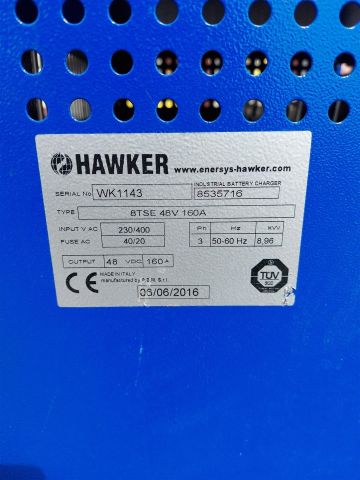 HAWKER www.enersys-hawker.com
INDUSTRIAL BATTERY CHARGER
SERIAL No WK1143 8535716
TYPE 8TSE 48V 160A
INPUT V AC 230/400 Ph Hz KW
FUSE AC 40/20 3 50-60 Hz 8,96
OUTPUT 48 VDC 160 A
CE MADE IN ITALY
manufactured by P.B.M. S.r.l.
03/06/2016
TÜV